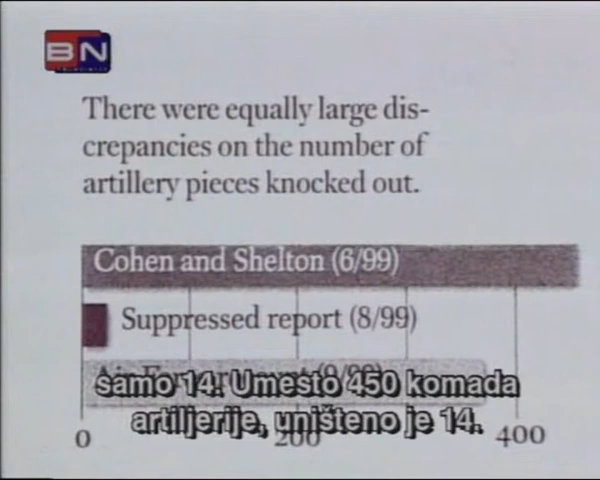 BN
There were equally large dis-
crepancies on the number of
artillery pieces knocked out.
Cohen and Shelton (6/99)
Suppressed report (8/99)
samo 14. Umesto 450 komada
artiljerije, uništeno je 14.
0 200 400